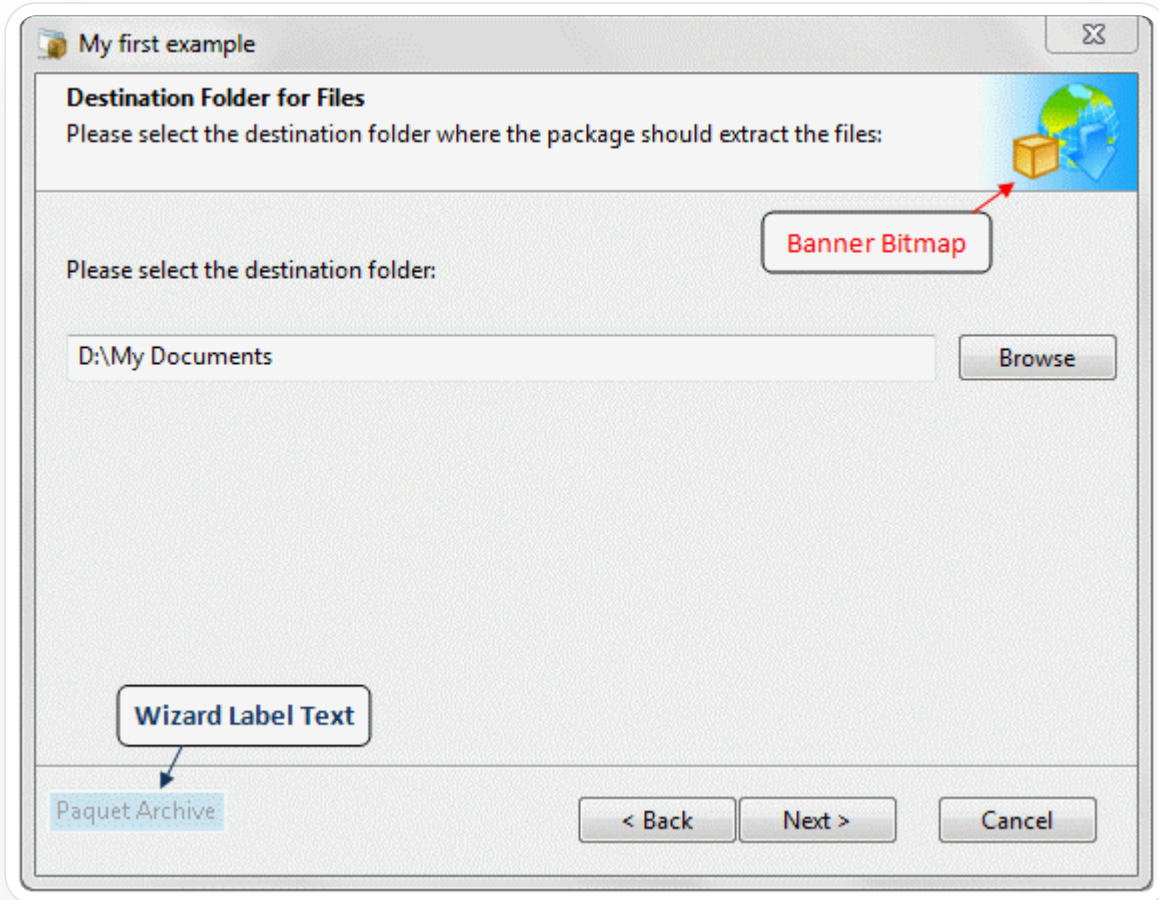 My first example
Destination Folder for Files
Please select the destination folder where the package should extract the files:
Banner Bitmap
Please select the destination folder:
D:\My Documents
Browse
Wizard Label Text
Paquet Archive
< Back
Next >
Cancel